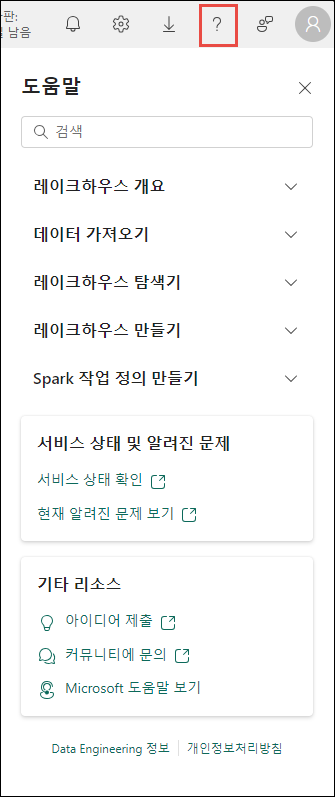 판:
남음
?
도움말
검색
레이크하우스 개요
데이터 가져오기
레이크하우스 탐색기
레이크하우스 만들기
Spark 작업 정의 만들기
서비스 상태 및 알려진 문제
서비스 상태 확인
현재 알려진 문제 보기
기타 리소스
아이디어 제출
커뮤니티에 문의
Microsoft 도움말 보기
Data Engineering 정보
개인정보처리방침